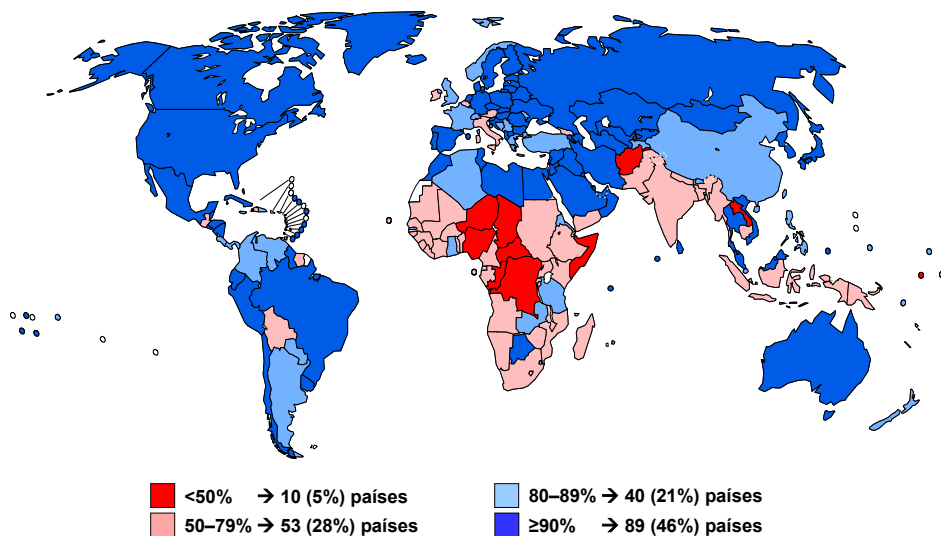 <50% → 10 (5%) países
50–79% → 53 (28%) países
80–89% → 40 (21%) países
≥90% → 89 (46%) países